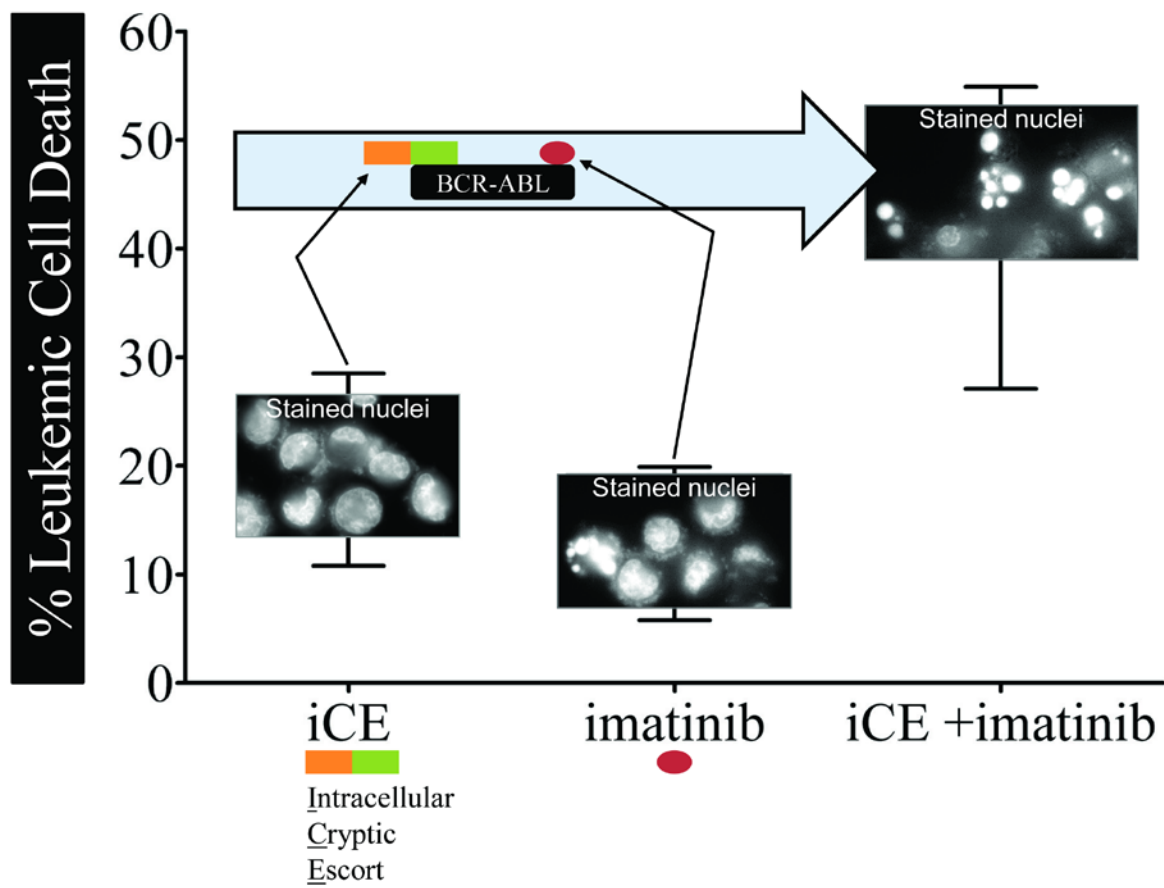 % Leukemic Cell Death
60
50
40
30
20
10
0
BCR-ABL
Stained nuclei
Stained nuclei
Stained nuclei
iCE
imatinib
iCE +imatinib
Intracellular
Cryptic
Escort